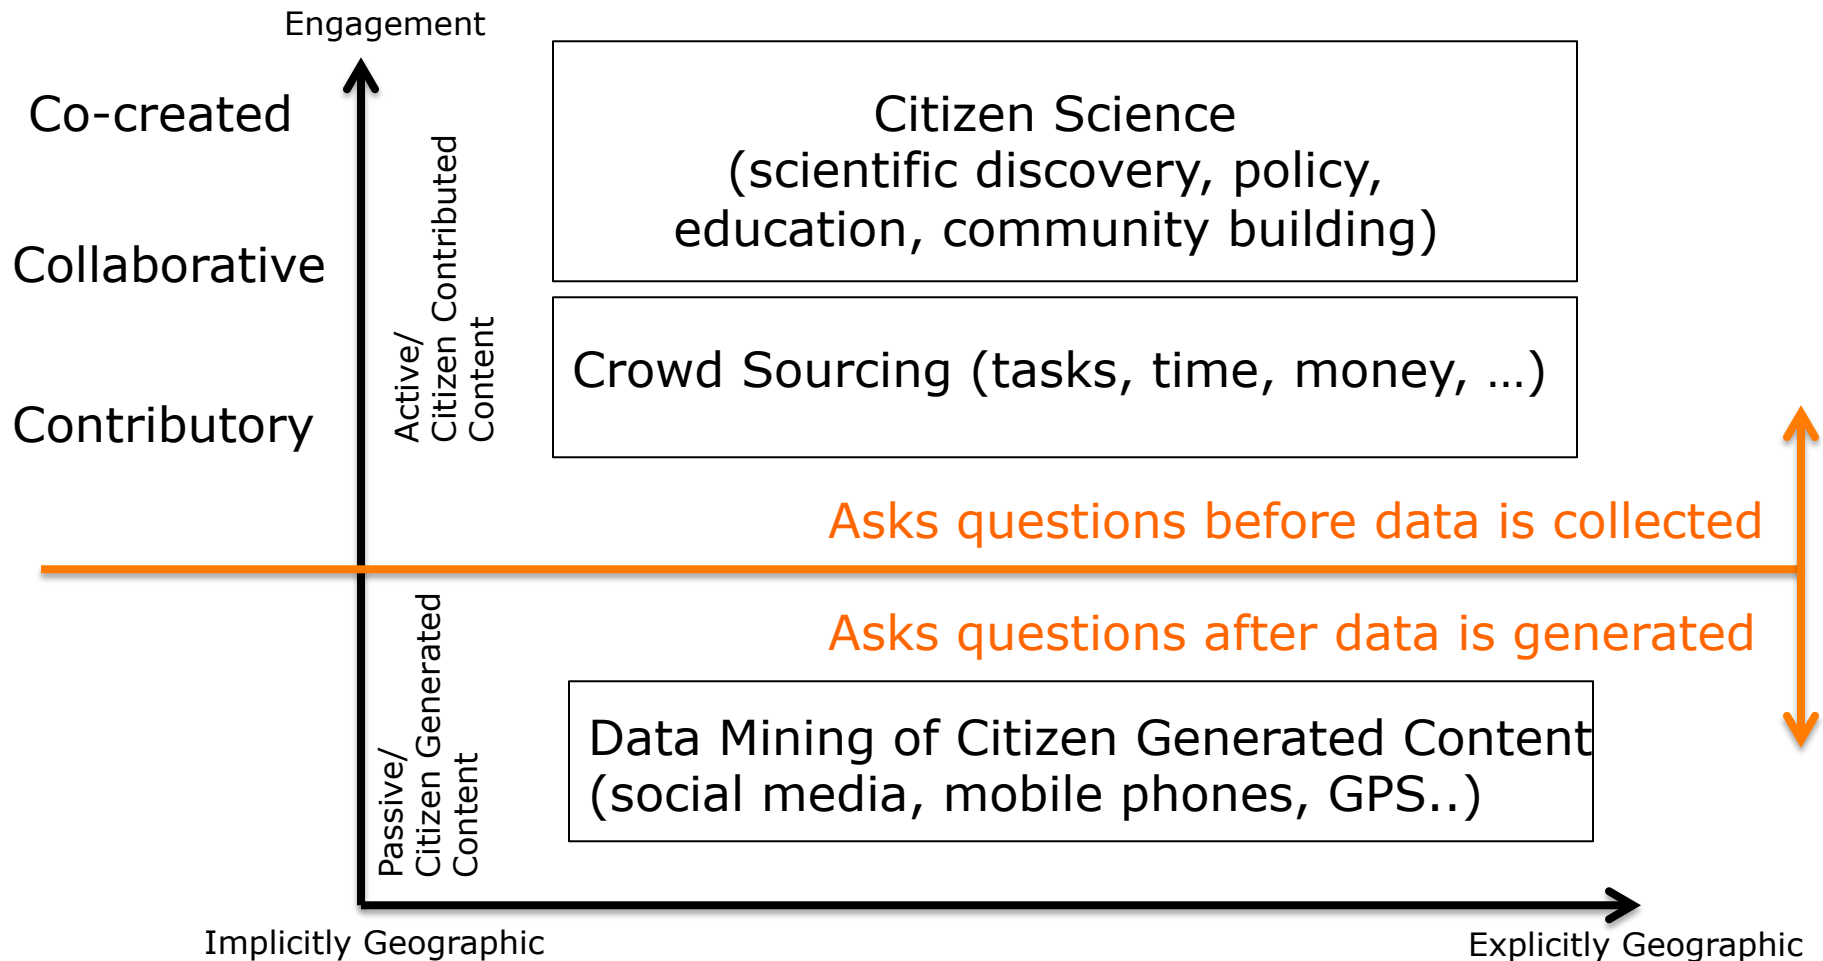 Engagement
Co-created
Collaborative
Contributory
Active/
Citizen Contributed
Content
Citizen Science
(scientific discovery, policy,
education, community building)
Crowd Sourcing (tasks, time, money, …)
Asks questions before data is collected
Asks questions after data is generated
Passive/
Citizen Generated
Content
Data Mining of Citizen Generated Content
(social media, mobile phones, GPS..)
Implicitly Geographic
Explicitly Geographic